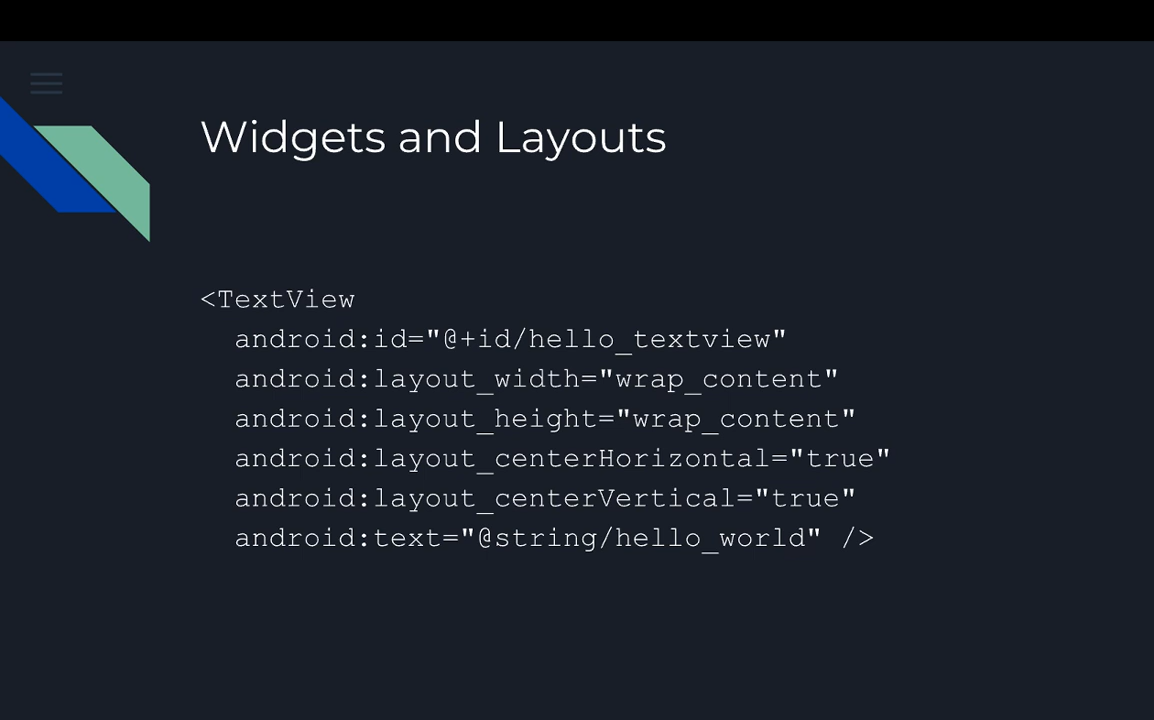 Widgets and Layouts
<TextView
android:id="@+id/hello_textview"
android:layout_width="wrap_content"
android:layout_height="wrap_content"
android:layout_centerHorizontal="true"
android:layout_centerVertical="true"
android:text="@string/hello_world" />